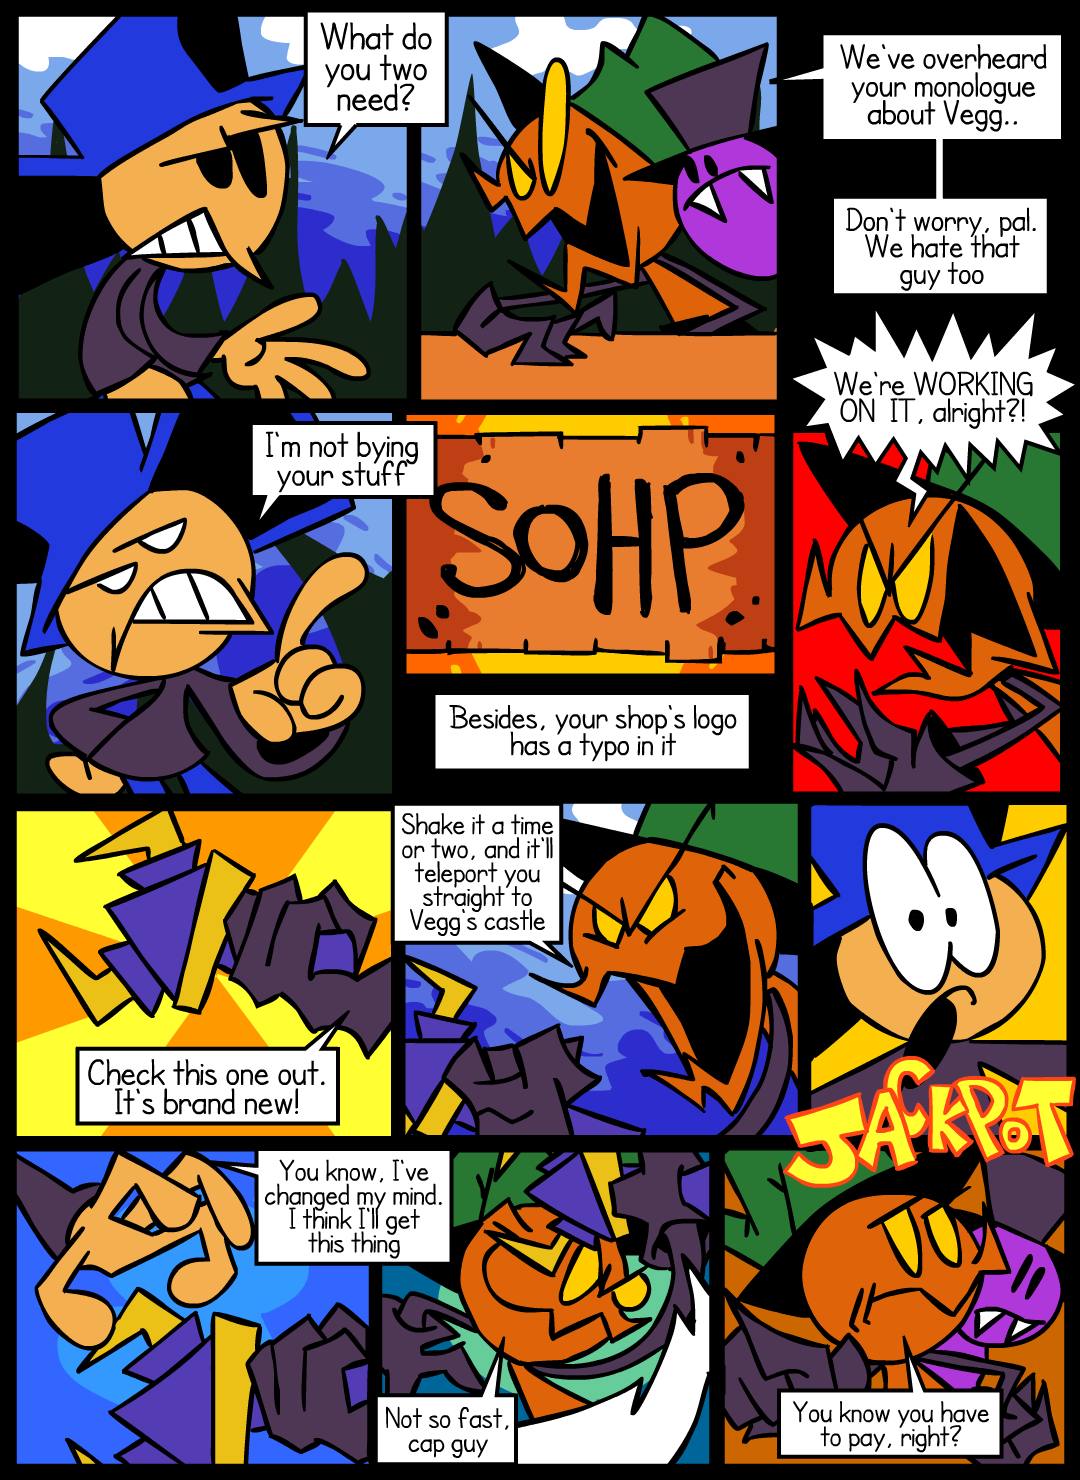 What do
you two
need?
We've overheard
your monologue
about Vegg..
Don't worry, pal.
We hate that
guy too
I'm not bying
your stuff
SOHP
Besides, your shop's logo
has a typo in it
We're WORKING
ON IT, alright?!
Check this one out.
It's brand new!
Shake it a time
or two, and it'll
teleport you
straight to
Vegg's castle
JACKPOT
You know, I've
changed my mind.
I think I'll get
this thing
Not so fast,
cap guy
You know you have
to pay, right?